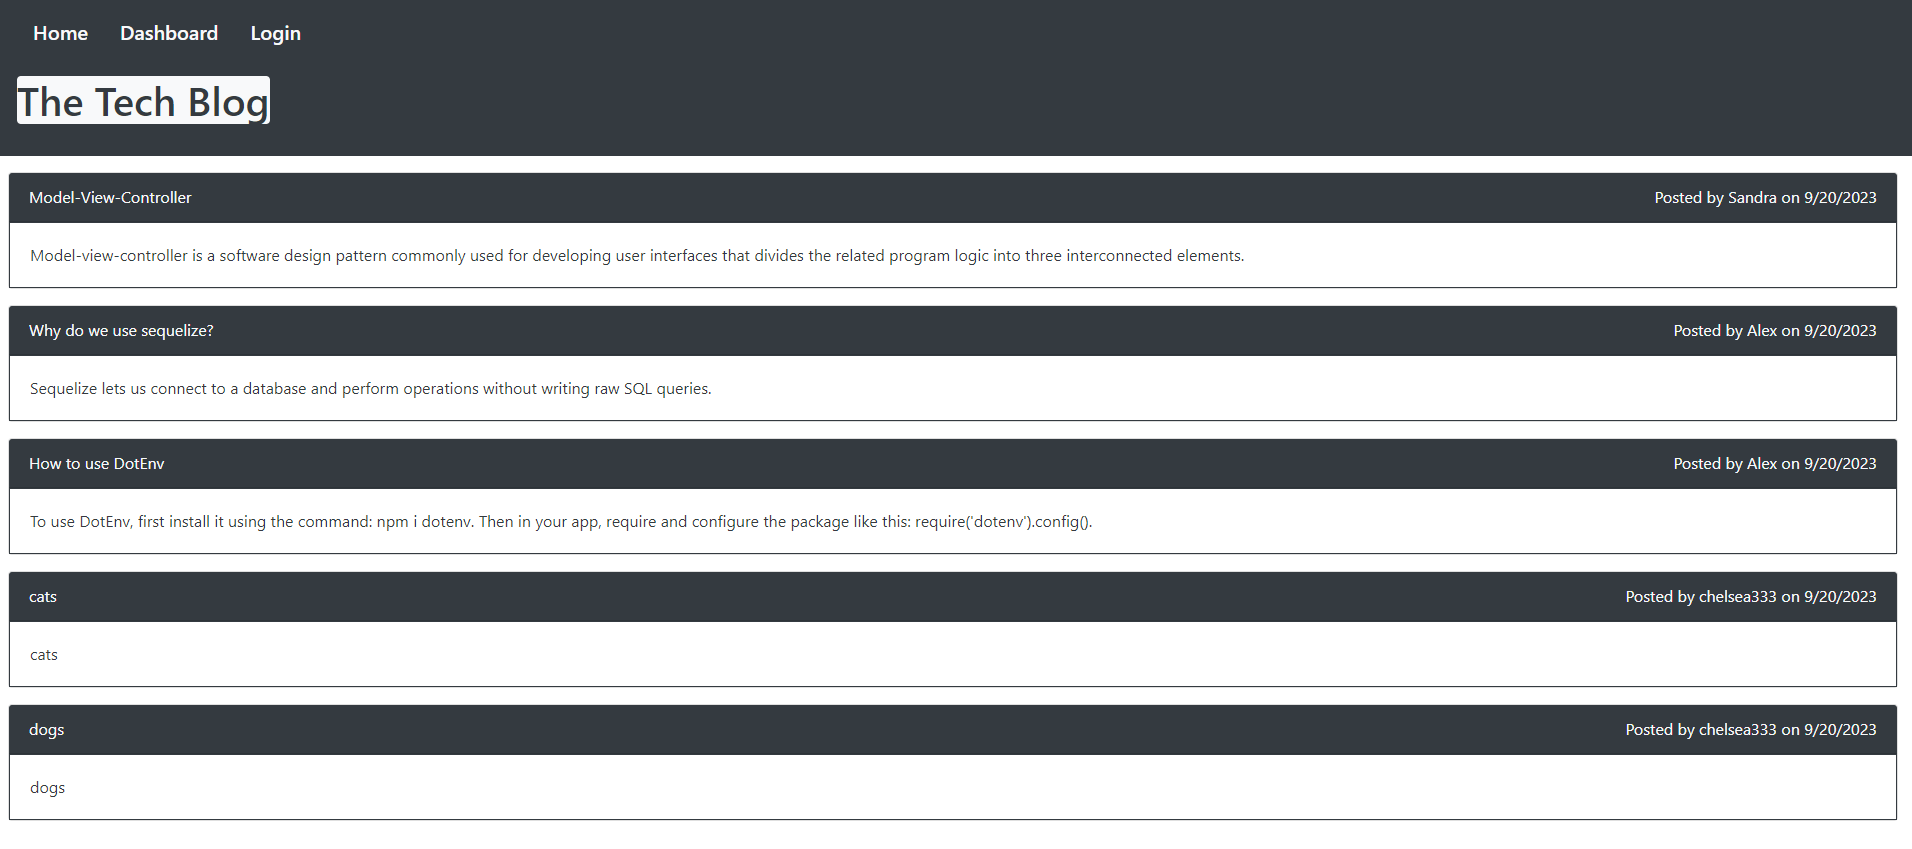 Home Dashboard Login
The Tech Blog
Model-View-Controller Posted by Sandra on 9/20/2023
Model-view-controller is a software design pattern commonly used for developing user interfaces that divides the related program logic into three interconnected elements.
Why do we use sequelize? Posted by Alex on 9/20/2023
Sequelize lets us connect to a database and perform operations without writing raw SQL queries.
How to use DotEnv Posted by Alex on 9/20/2023
To use DotEnv, first install it using the command: npm i dotenv. Then in your app, require and configure the package like this: require('dotenv').config().
cats Posted by chelsea333 on 9/20/2023
cats
dogs Posted by chelsea333 on 9/20/2023
dogs